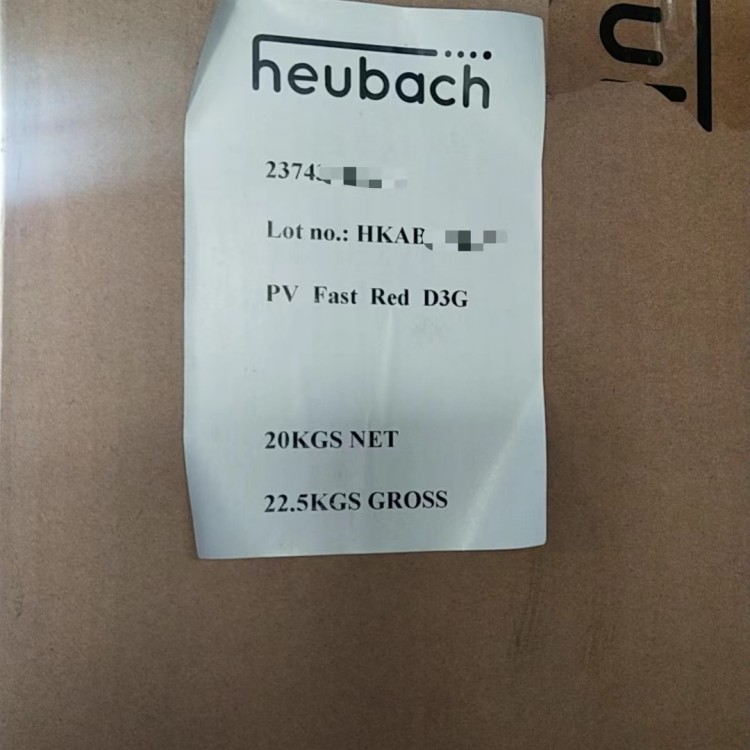 heubach
2374
Lot no.: HKAE
PV Fast Red D3G
20KGS NET
22.5KGS GROSS